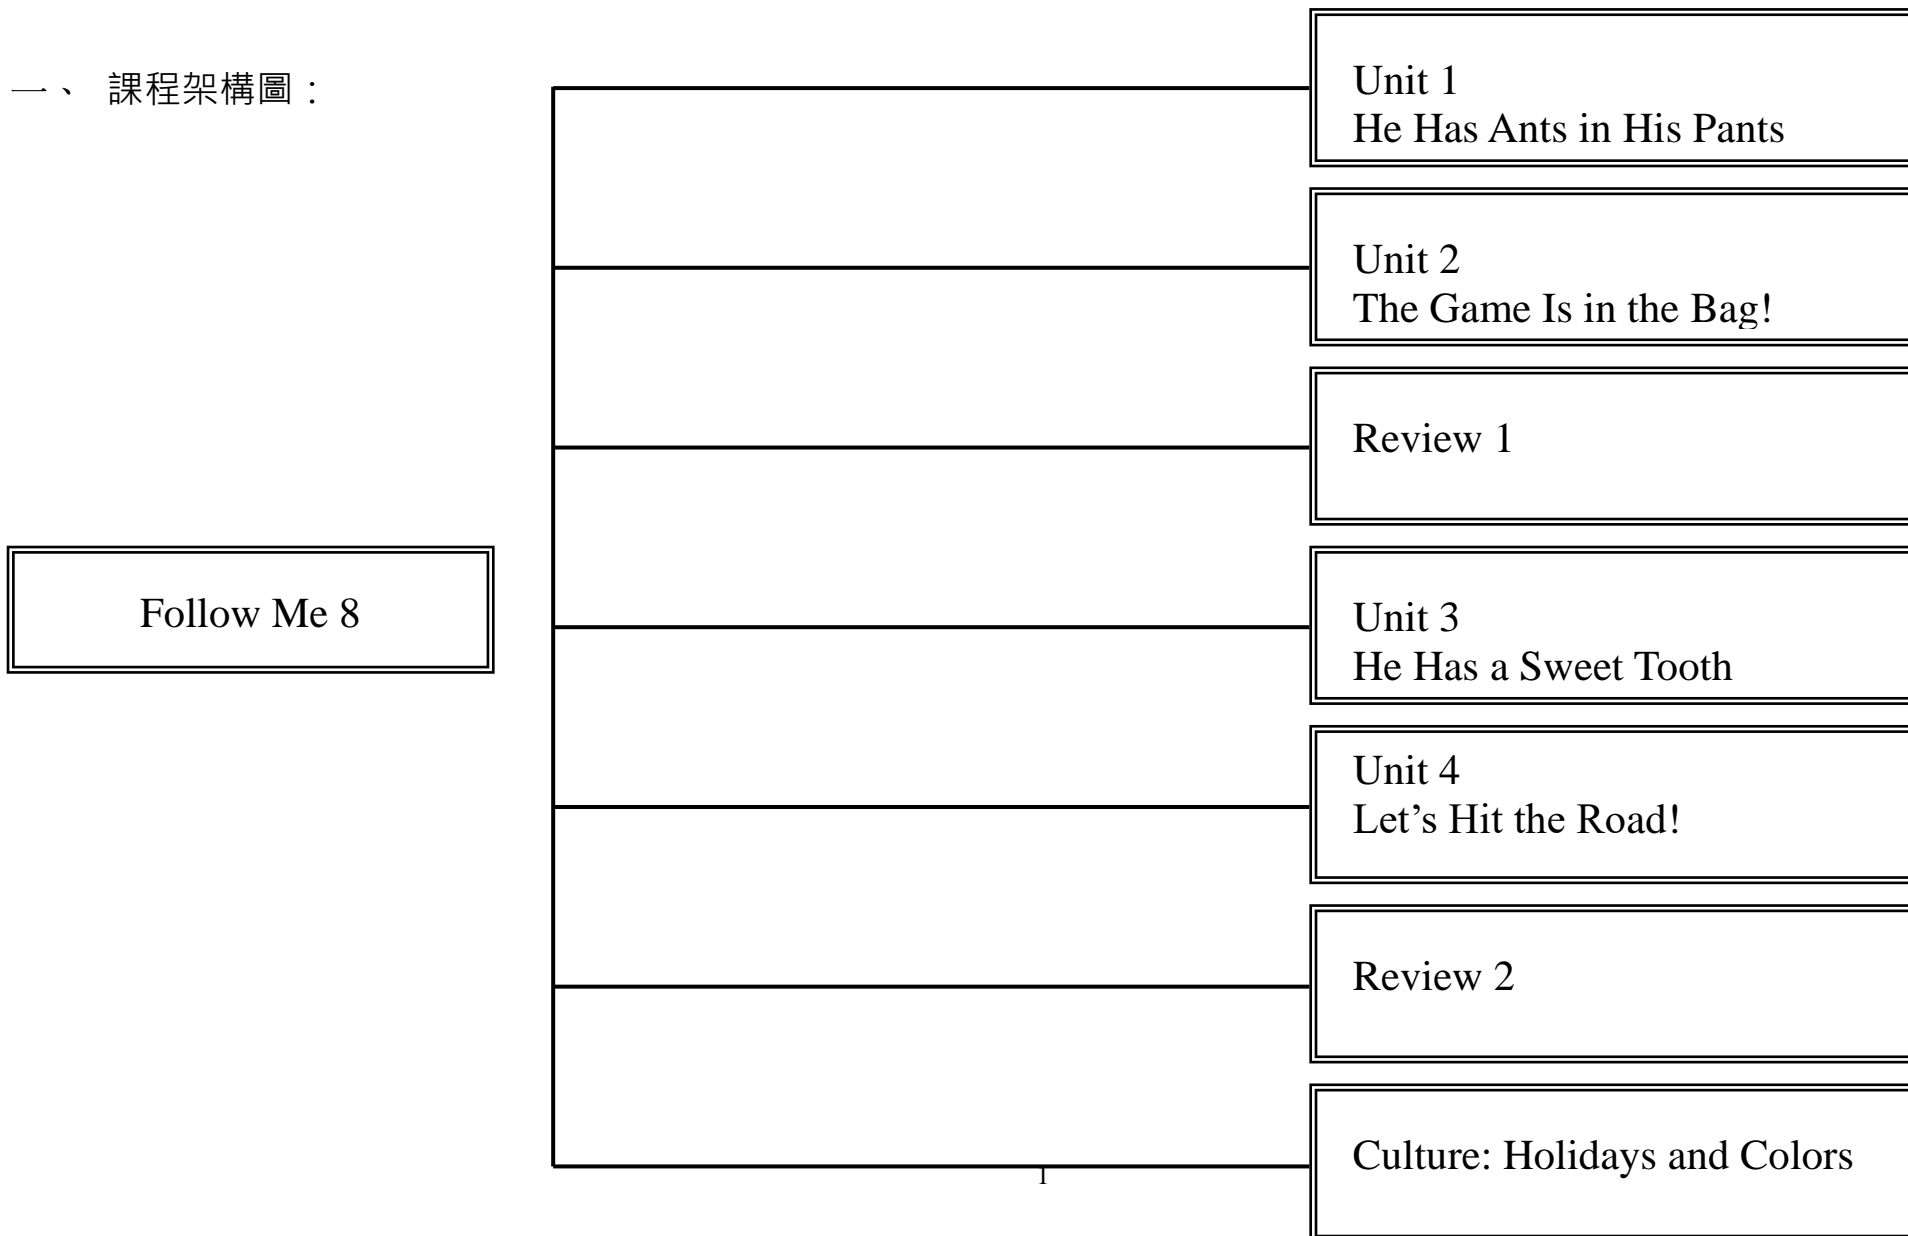 一、 課程架構圖：
Unit 1
He Has Ants in His Pants
Unit 2
The Game Is in the Bag!
Review 1
Follow Me 8
Unit 3
He Has a Sweet Tooth
Unit 4
Let’s Hit the Road!
Review 2
Culture: Holidays and Colors
1